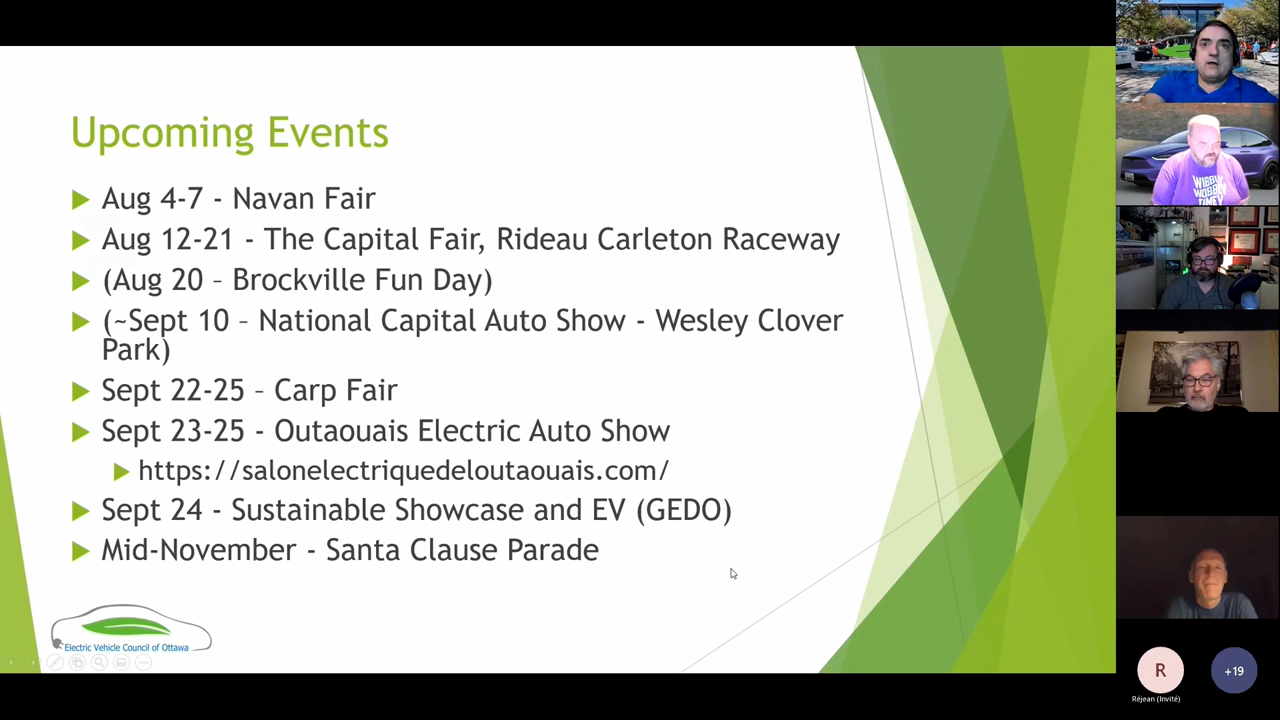 Upcoming Events
Aug 4-7 - Navan Fair
Aug 12-21 - The Capital Fair, Rideau Carleton Raceway
(Aug 20 – Brockville Fun Day)
(~Sept 10 – National Capital Auto Show - Wesley Clover
Park)
Sept 22-25 – Carp Fair
Sept 23-25 - Outaouais Electric Auto Show
https://salonelectriquedeloutaouais.com/
Sept 24 - Sustainable Showcase and EV (GEDO)
Mid-November - Santa Clause Parade
Electric Vehicle Council of Ottawa
WIBBLY
WOBBLY
TIMEY
R
+19
Réjean (Invité)